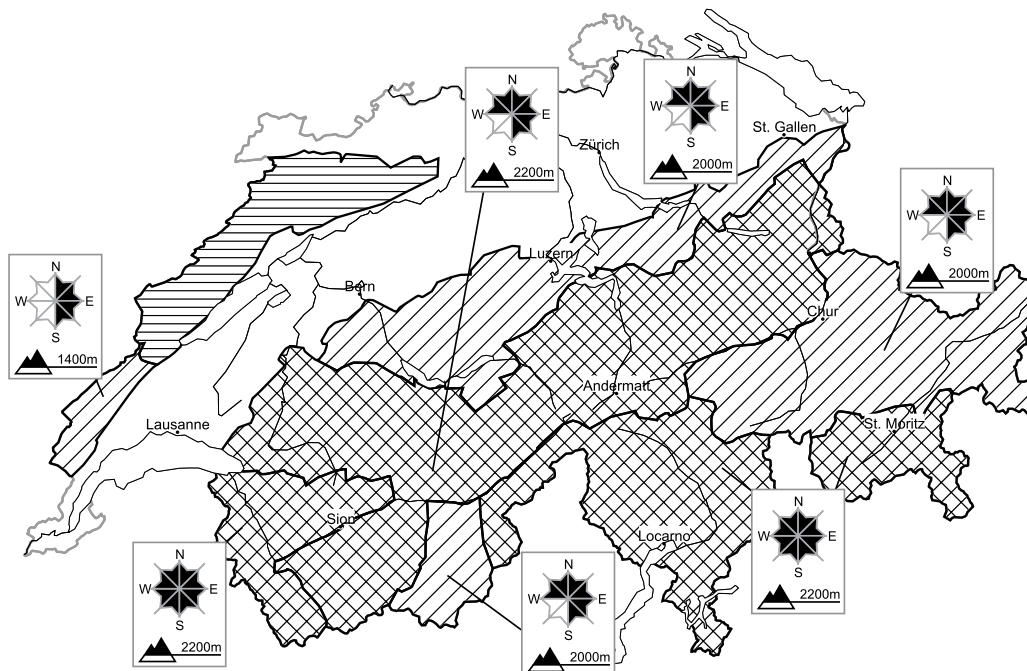 N
W E
S
2200m
N
W E
S
2000m
St. Gallen
Zürich
N
W E
S
2000m
Luzern
N
W E
S
1400m
Bern
Chur
Andermatt
Lausanne
St. Moritz
Sion
Locarno
N
W E
S
2200m
N
W E
S
2200m
N
W E
S
2000m